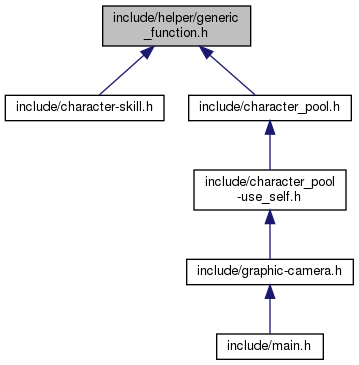 include/helper/generic
_function.h
include/character-skill.h
include/character_pool.h
include/character_pool
-use_self.h
include/graphic-camera.h
include/main.h